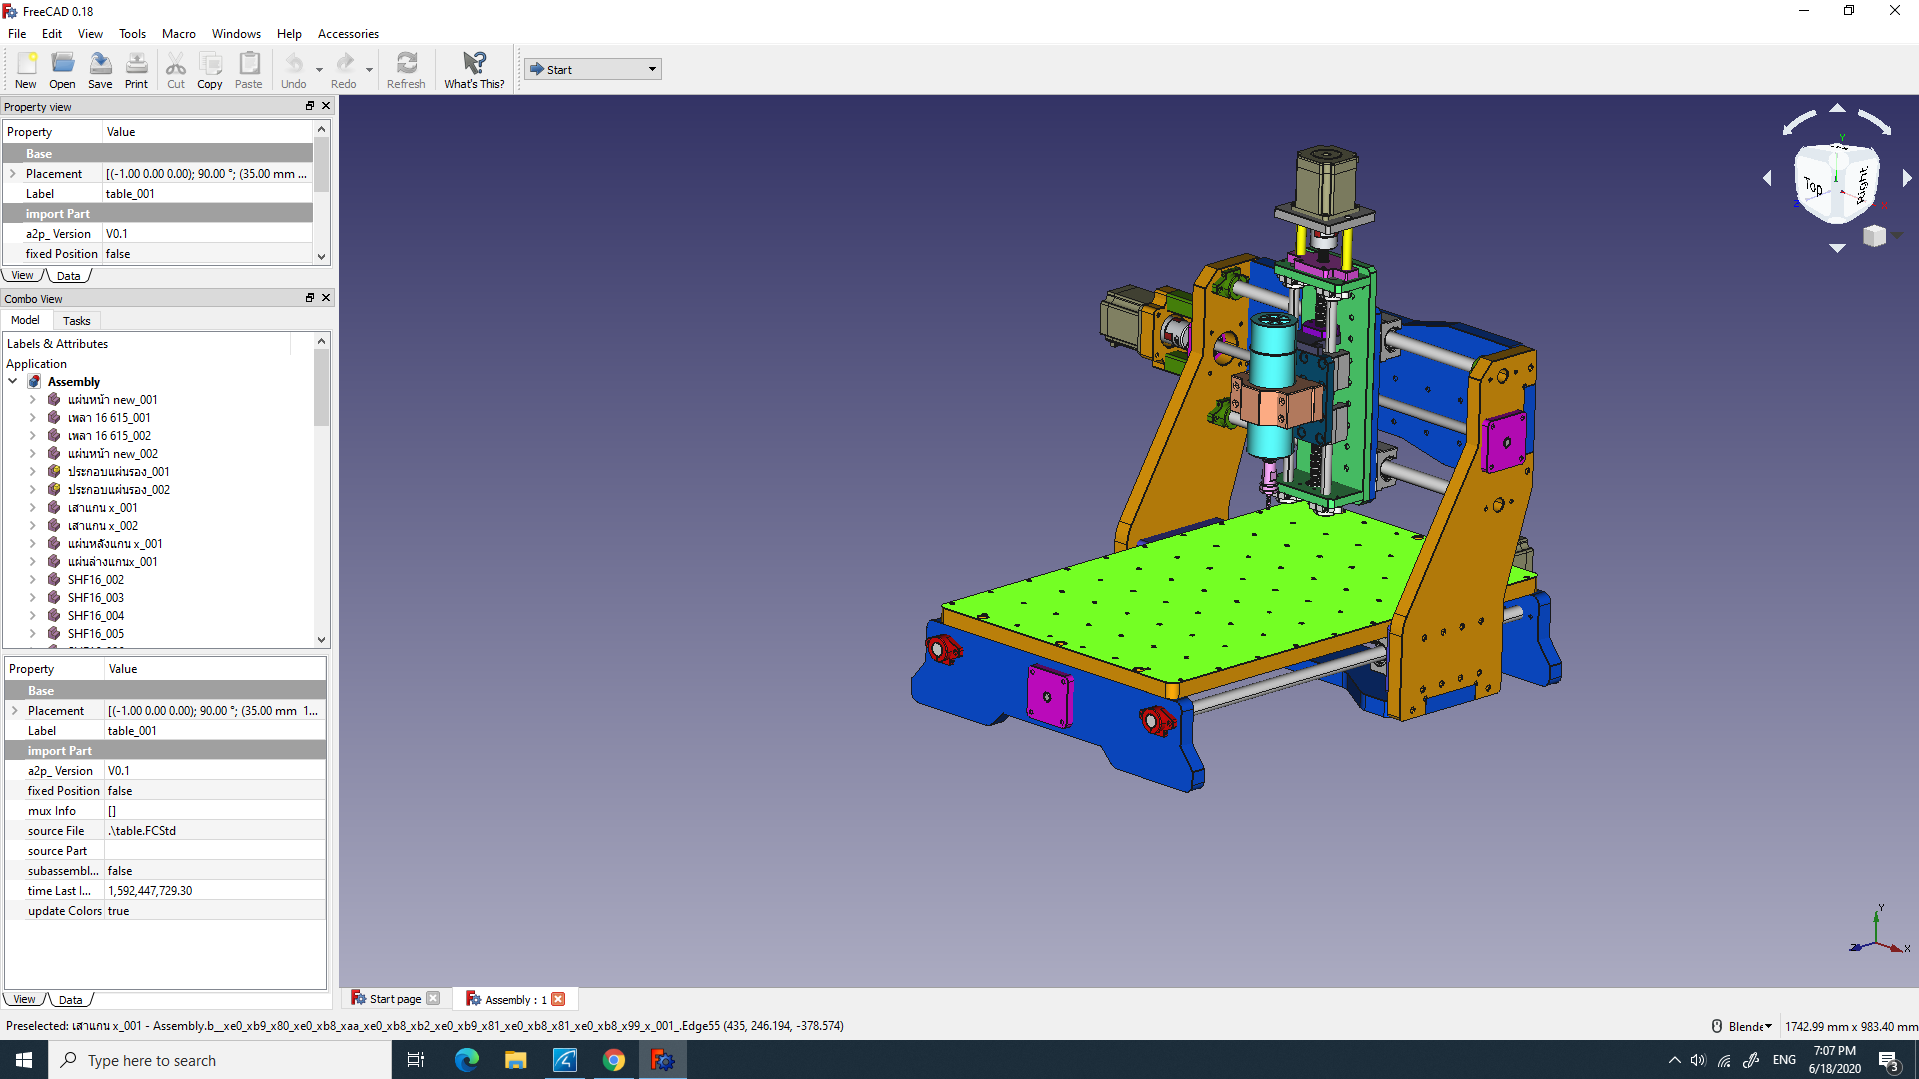 FreeCAD 0.18
File Edit View Tools Macro Windows Help Accessories
New Open Save Print Cut Copy Paste Undo Redo Refresh What's This? Start
Property view
Property Value
Base
Placement [(-1.00 0.00 0.00); 90.00 °; (35.00 mm ...
Label table_001
import Part
a2p_ Version V0.1
fixed Position false
View Data
Combo View
Model Tasks
Labels & Attributes
Application
Assembly
แผ่นหน้า new_001
เพลา 16 615_001
เพลา 16 615_002
แผ่นหน้า new_002
ประกอบแผ่นรอง_001
ประกอบแผ่นรอง_002
เสาแกน x_001
เสาแกน x_002
แผ่นหลังแกน x_001
แผ่นล่างแกนx_001
SHF16_002
SHF16_003
SHF16_004
SHF16_005
Property Value
Base
Placement [(-1.00 0.00 0.00); 90.00 °; (35.00 mm 1...
Label table_001
import Part
a2p_ Version V0.1
fixed Position false
mux Info []
source File .\table.FCStd
source Part
subassembl... false
time Last I... 1,592,447,729.30
update Colors true
View Data
Top Right
Y
Y
Z
X
Start page Assembly : 1
Preselected: เสาแกน x_001 - Assembly.b__xe0_xb9_x80_xe0_xb8_xaa_xe0_xb8_xb2_xe0_xb9_x81_xe0_xb8_x81_xe0_xb8_x99_x_001_.Edge55 (435, 246.194, -378.574)
Blende 1742.99 mm x 983.40 mm
Type here to search
ENG
7:07 PM
6/18/2020
3